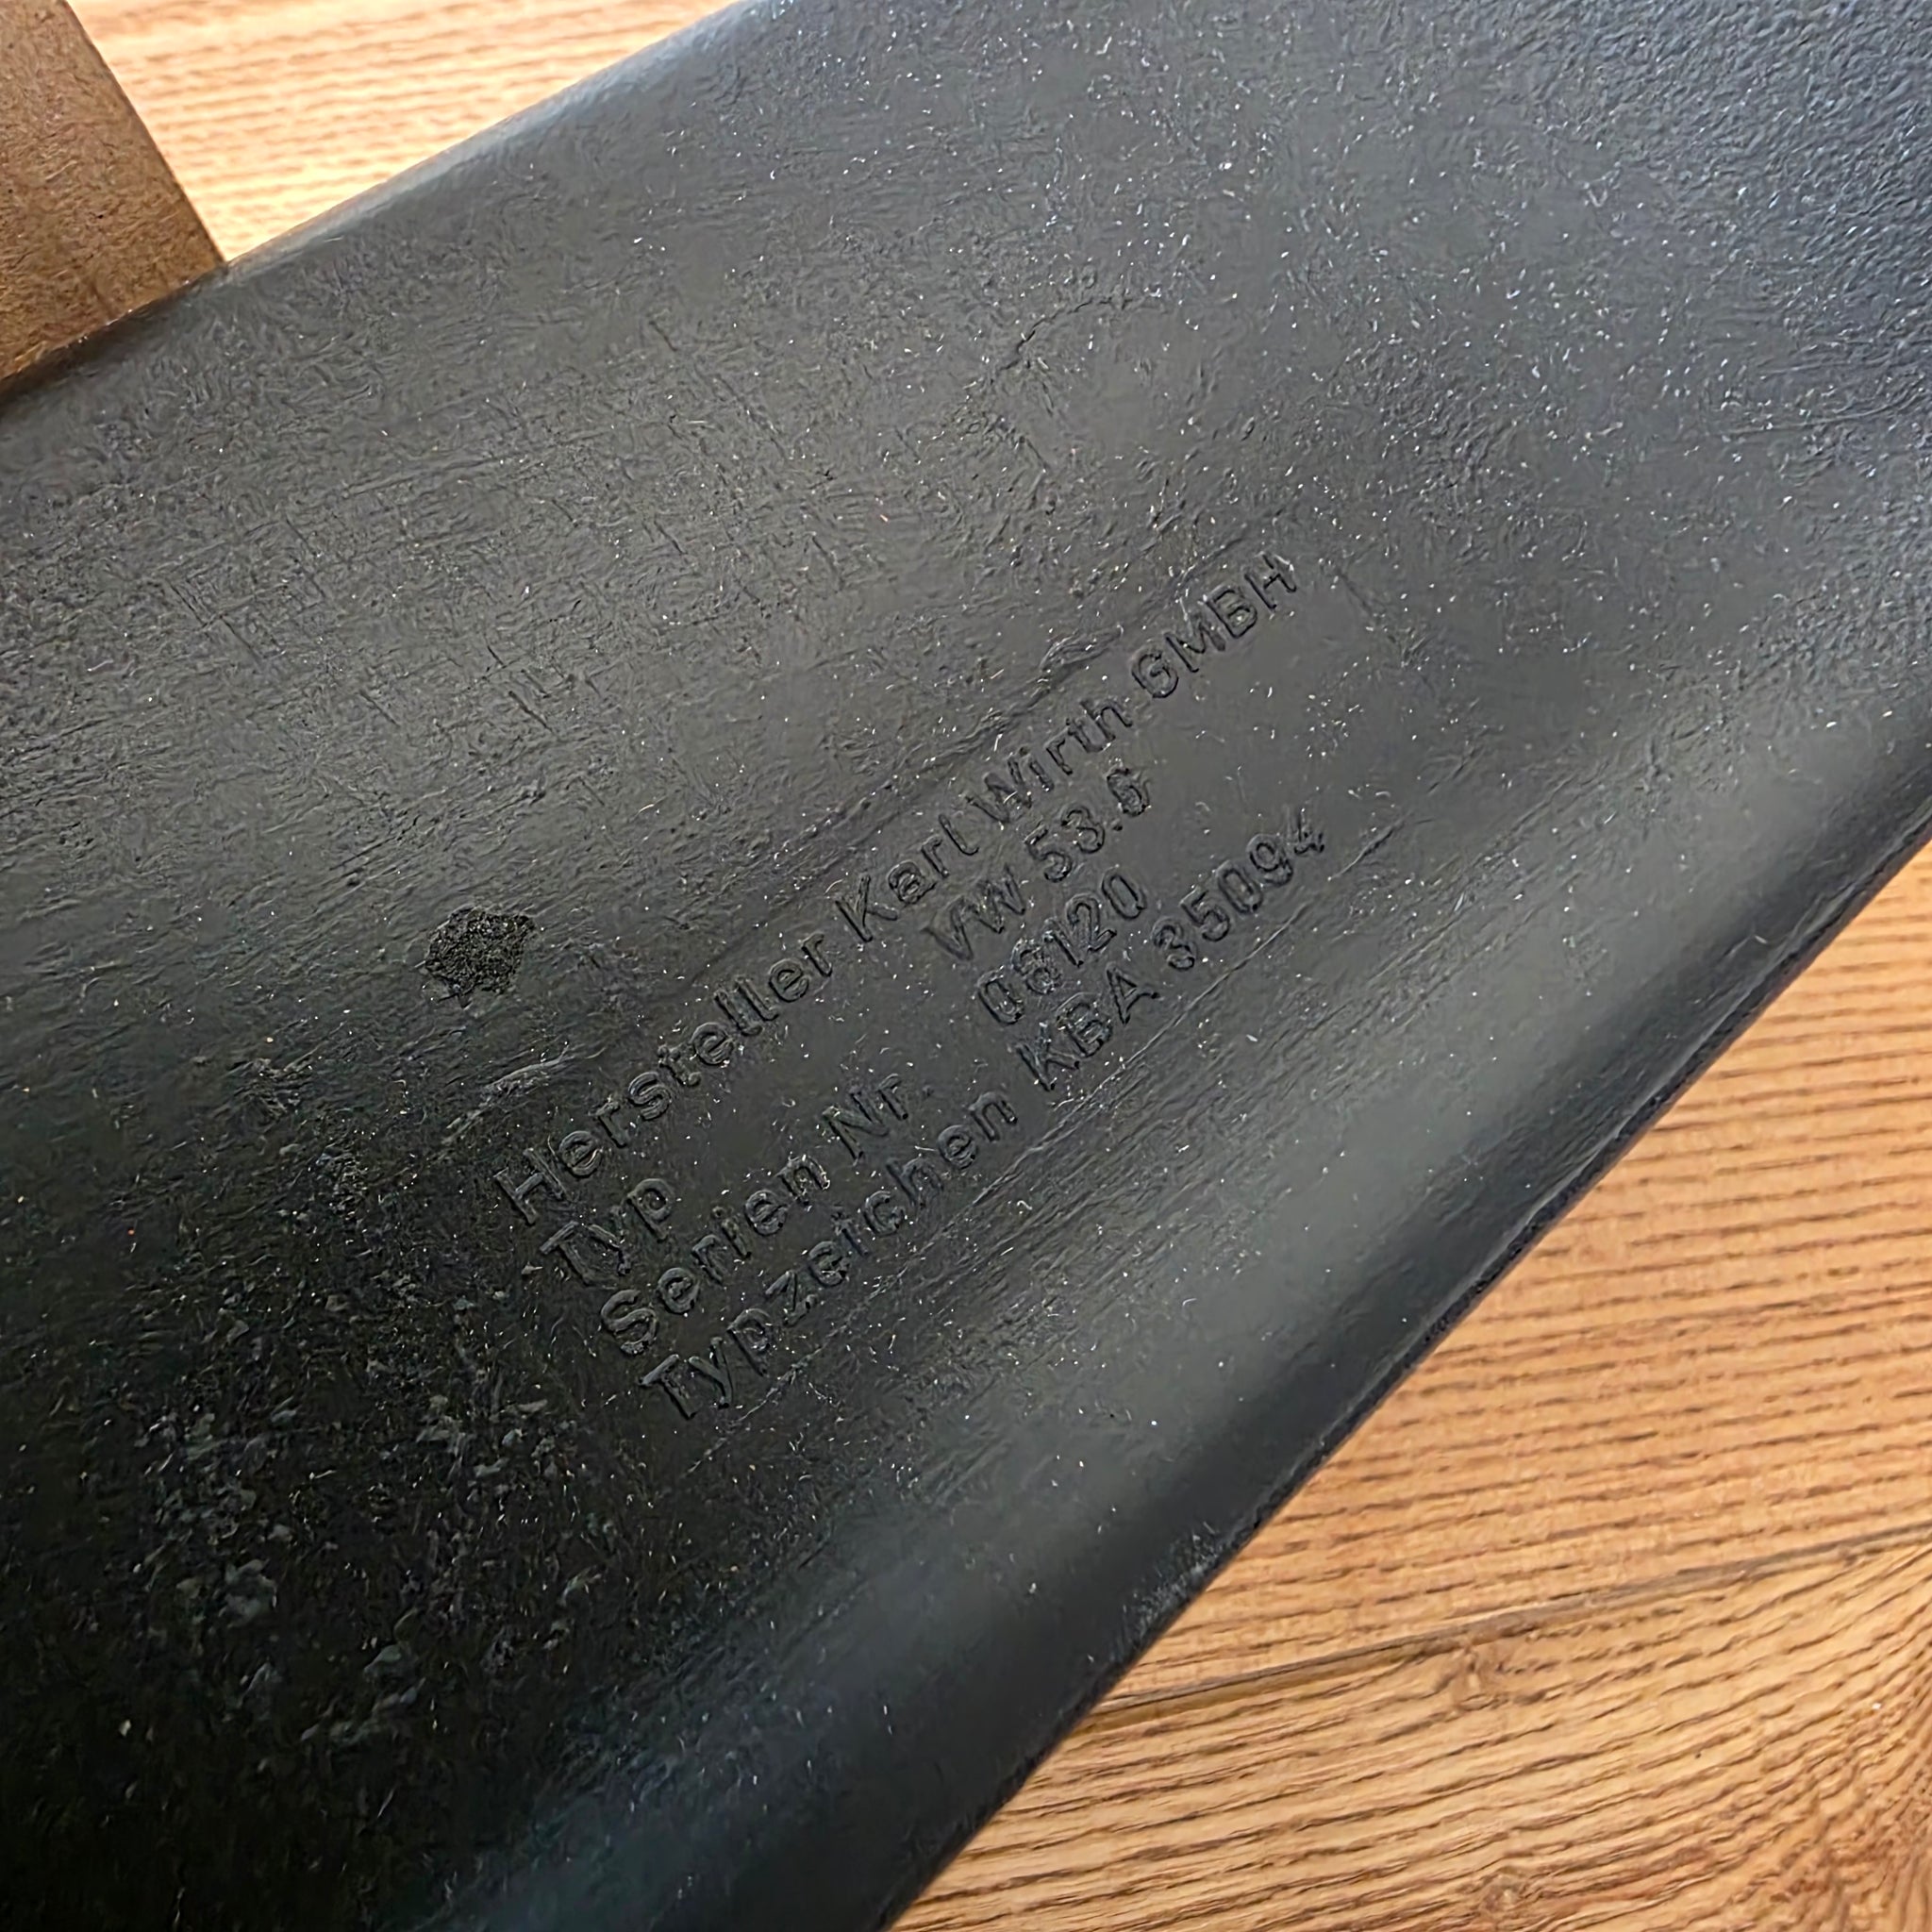 Hersteller Karl Wirth GMBH
Typ VW 53.6
Serien Nr. 08120
Typzeichen KBA 35094